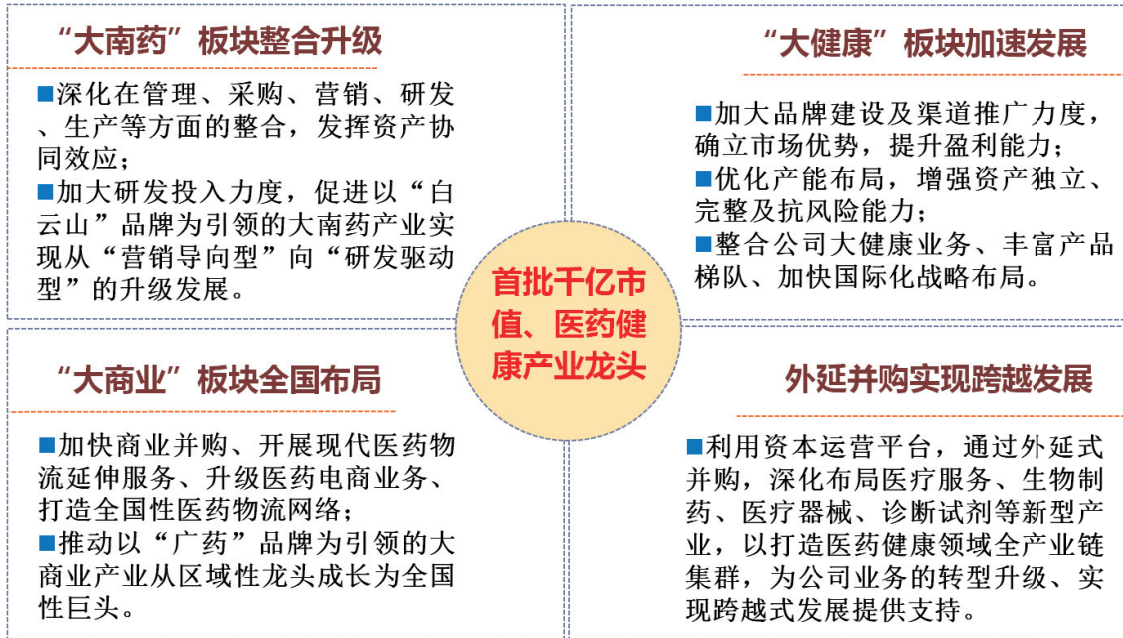 “大南药”板块整合升级
■深化在管理、采购、营销、研发
、生产等方面的整合，发挥资产协
同效应；
■加大研发投入力度，促进以“白
云山”品牌为引领的大南药产业实
现从“营销导向型”向“研发驱动
型”的升级发展。
“大健康”板块加速发展
■加大品牌建设及渠道推广力度，
确立市场优势，提升盈利能力；
■优化产能布局，增强资产独立、
完整及抗风险能力；
■整合公司大健康业务、丰富产品
梯队、加快国际化战略布局。
首批千亿市
值、医药健
康产业龙头
“大商业”板块全国布局
■加快商业并购、开展现代医药物
流延伸服务、升级医药电商业务、
打造全国性医药物流网络；
■推动以“广药”品牌为引领的大
商业产业从区域性龙头成长为全国
性巨头。
外延并购实现跨越发展
■利用资本运营平台，通过外延式
并购，深化布局医疗服务、生物制
药、医疗器械、诊断试剂等新型产
业，以打造医药健康领域全产业链
集群，为公司业务的转型升级、实
现跨越式发展提供支持。